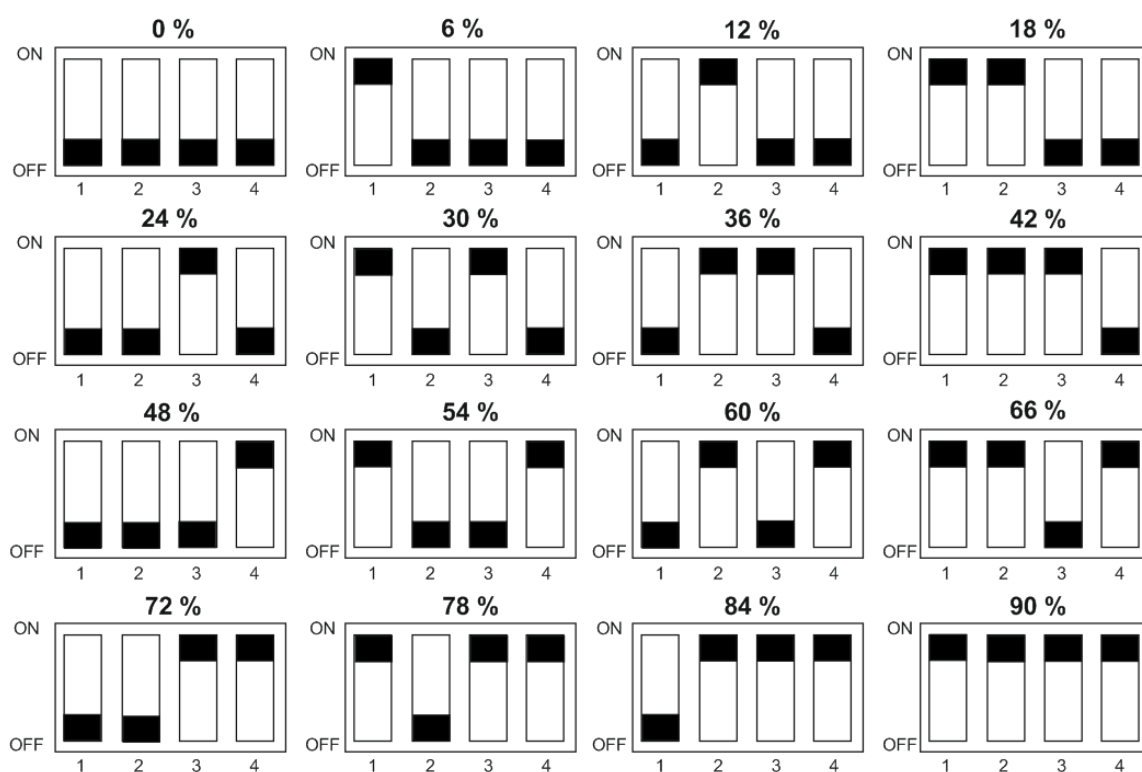 0 % 6 % 12 % 18 %
ON ON ON ON
OFF OFF OFF OFF
1 2 3 4 1 2 3 4 1 2 3 4 1 2 3 4
24 % 30 % 36 % 42 %
ON ON ON ON
OFF OFF OFF OFF
1 2 3 4 1 2 3 4 1 2 3 4 1 2 3 4
48 % 54 % 60 % 66 %
ON ON ON ON
OFF OFF OFF OFF
1 2 3 4 1 2 3 4 1 2 3 4 1 2 3 4
72 % 78 % 84 % 90 %
ON ON ON ON
OFF OFF OFF OFF
1 2 3 4 1 2 3 4 1 2 3 4 1 2 3 4